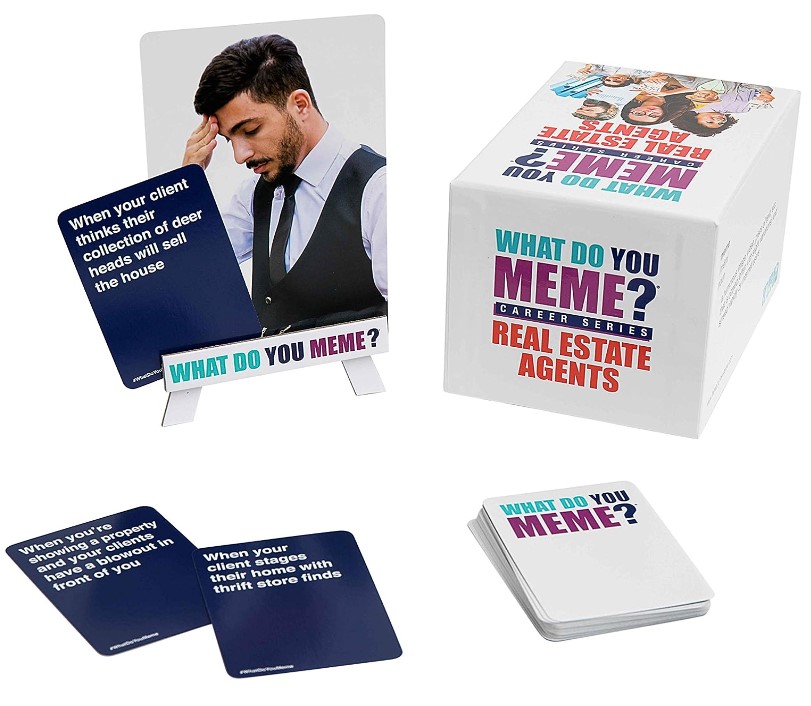 When your client
thinks their
collection of deer
heads will sell
the house
#WhatDoYou
WHAT DO YOU MEME?
WHAT DO YOU
MEME?
CAREER SERIES
REAL ESTATE
AGENTS
WHAT DO YOU
MEME?
CAREER SERIES
REAL ESTATE
AGENTS
When you're
showing a property
and your clients
have a blowout in
front of you
#WhatDoYouMeme
When your
client stages
their home with
thrift store finds
#WhatDoYouMeme
WHAT DO YOU
MEME?